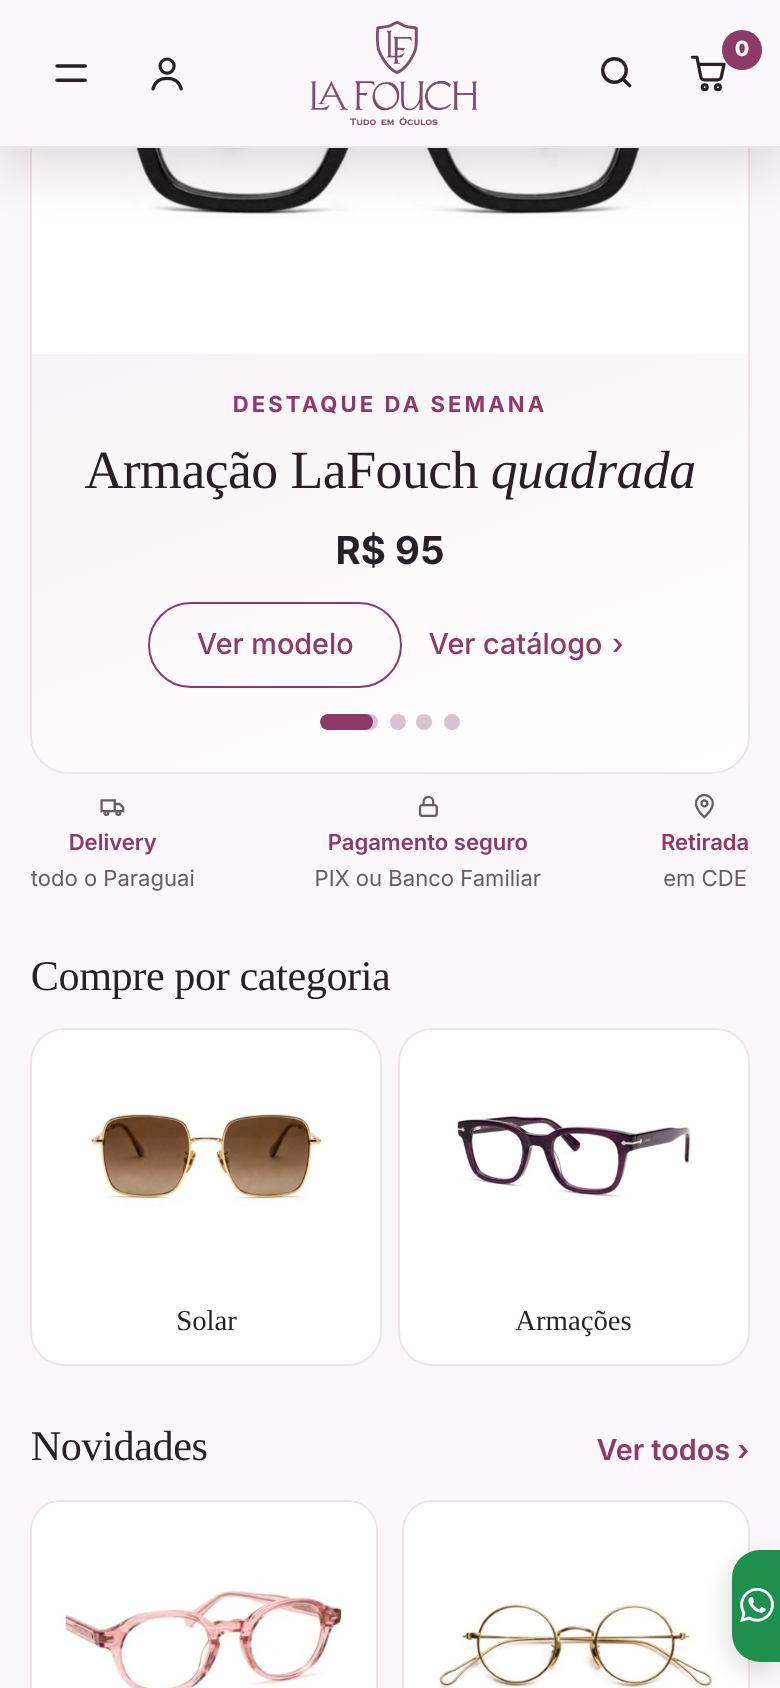 0
LF
LA FOUCH
TUDO EM ÓCULOS
DESTAQUE DA SEMANA
Armação LaFouch quadrada
R$ 95
Ver modelo
Ver catálogo ›
Delivery
todo o Paraguai
Pagamento seguro
PIX ou Banco Familiar
Retirada
em CDE
Compre por categoria
Solar
Armações
Novidades
Ver todos ›